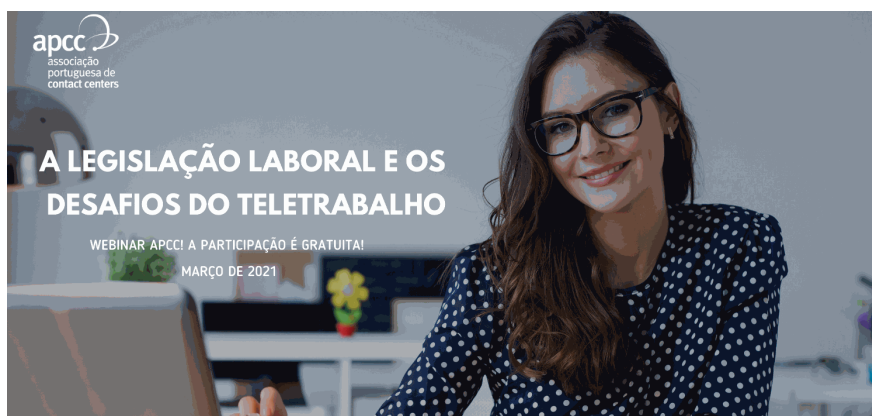 apcc
associação
portuguesa de
contact centers
A LEGISLAÇÃO LABORAL E OS
DESAFIOS DO TELETRABALHO
WEBINAR APCC! A PARTICIPAÇÃO É GRATUITA!
MARÇO DE 2021